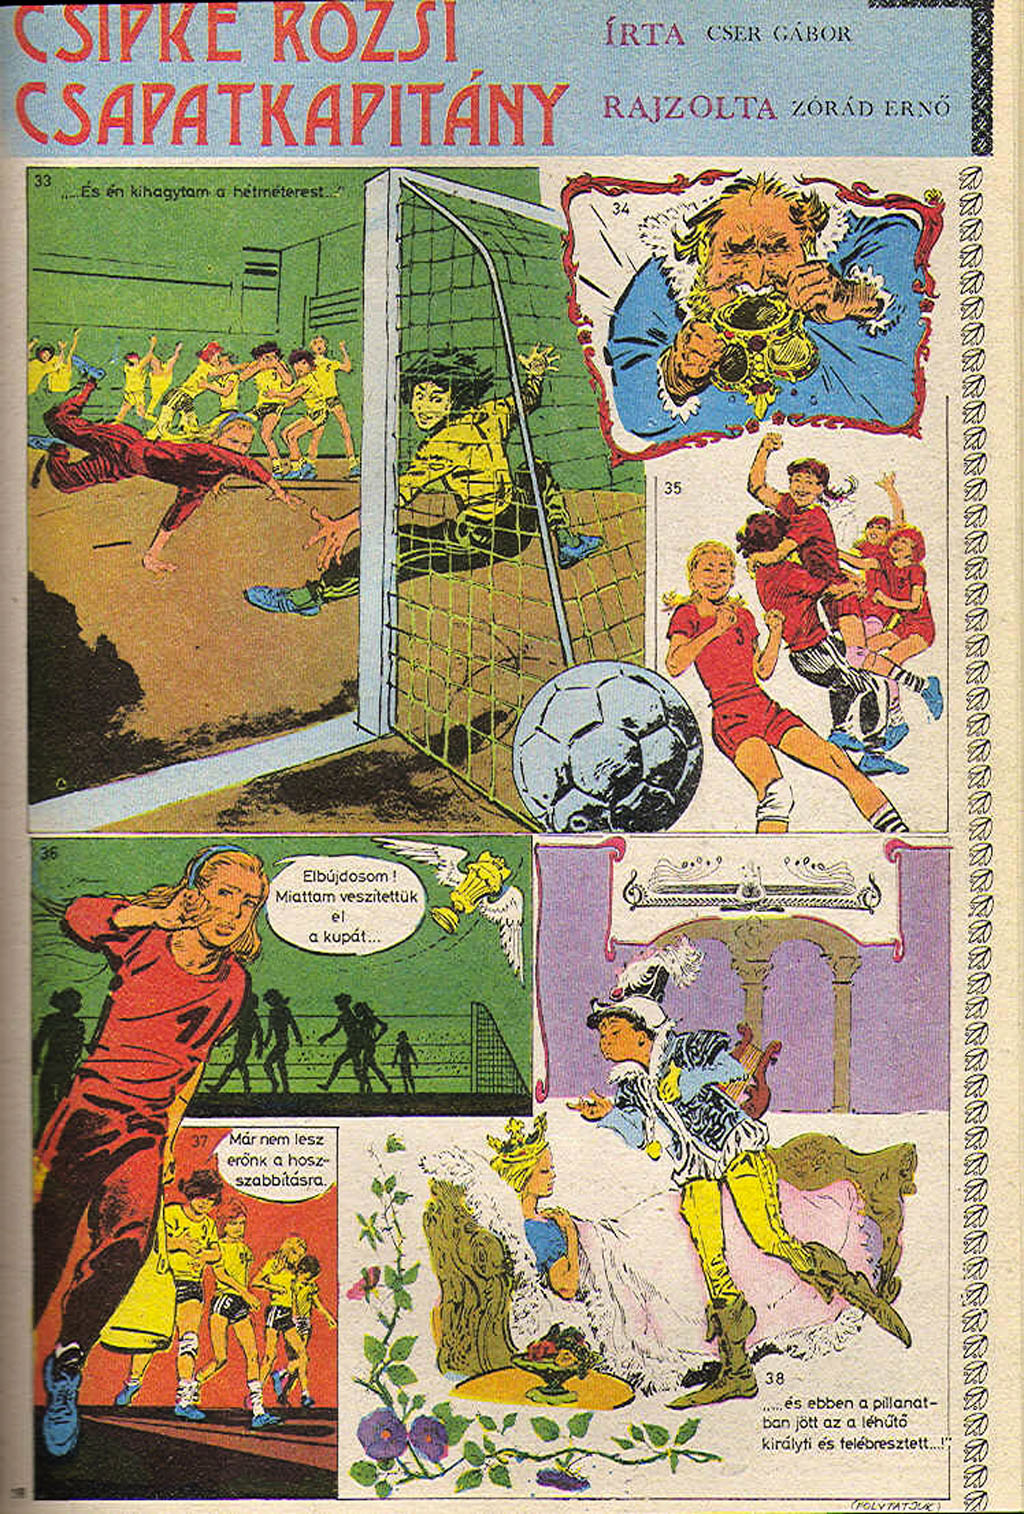 CSIPKE RÓZSI
CSAPATKAPITÁNY
ÍRTA CSER GÁBOR
RAJZOLTA ZÓRÁD ERNŐ
33
„....És én kihagytam a hétméterest...”
34
35
3
36
Elbújdosom!
Miattam veszítettük
el
a kupát...
37
Már nem lesz
erőnk a hosz-
szabbításra.
38
„....és ebben a pillanat-
ban jött az a léhűtő
királyfi és felébresztett...!”
(FOLYTATJUK)